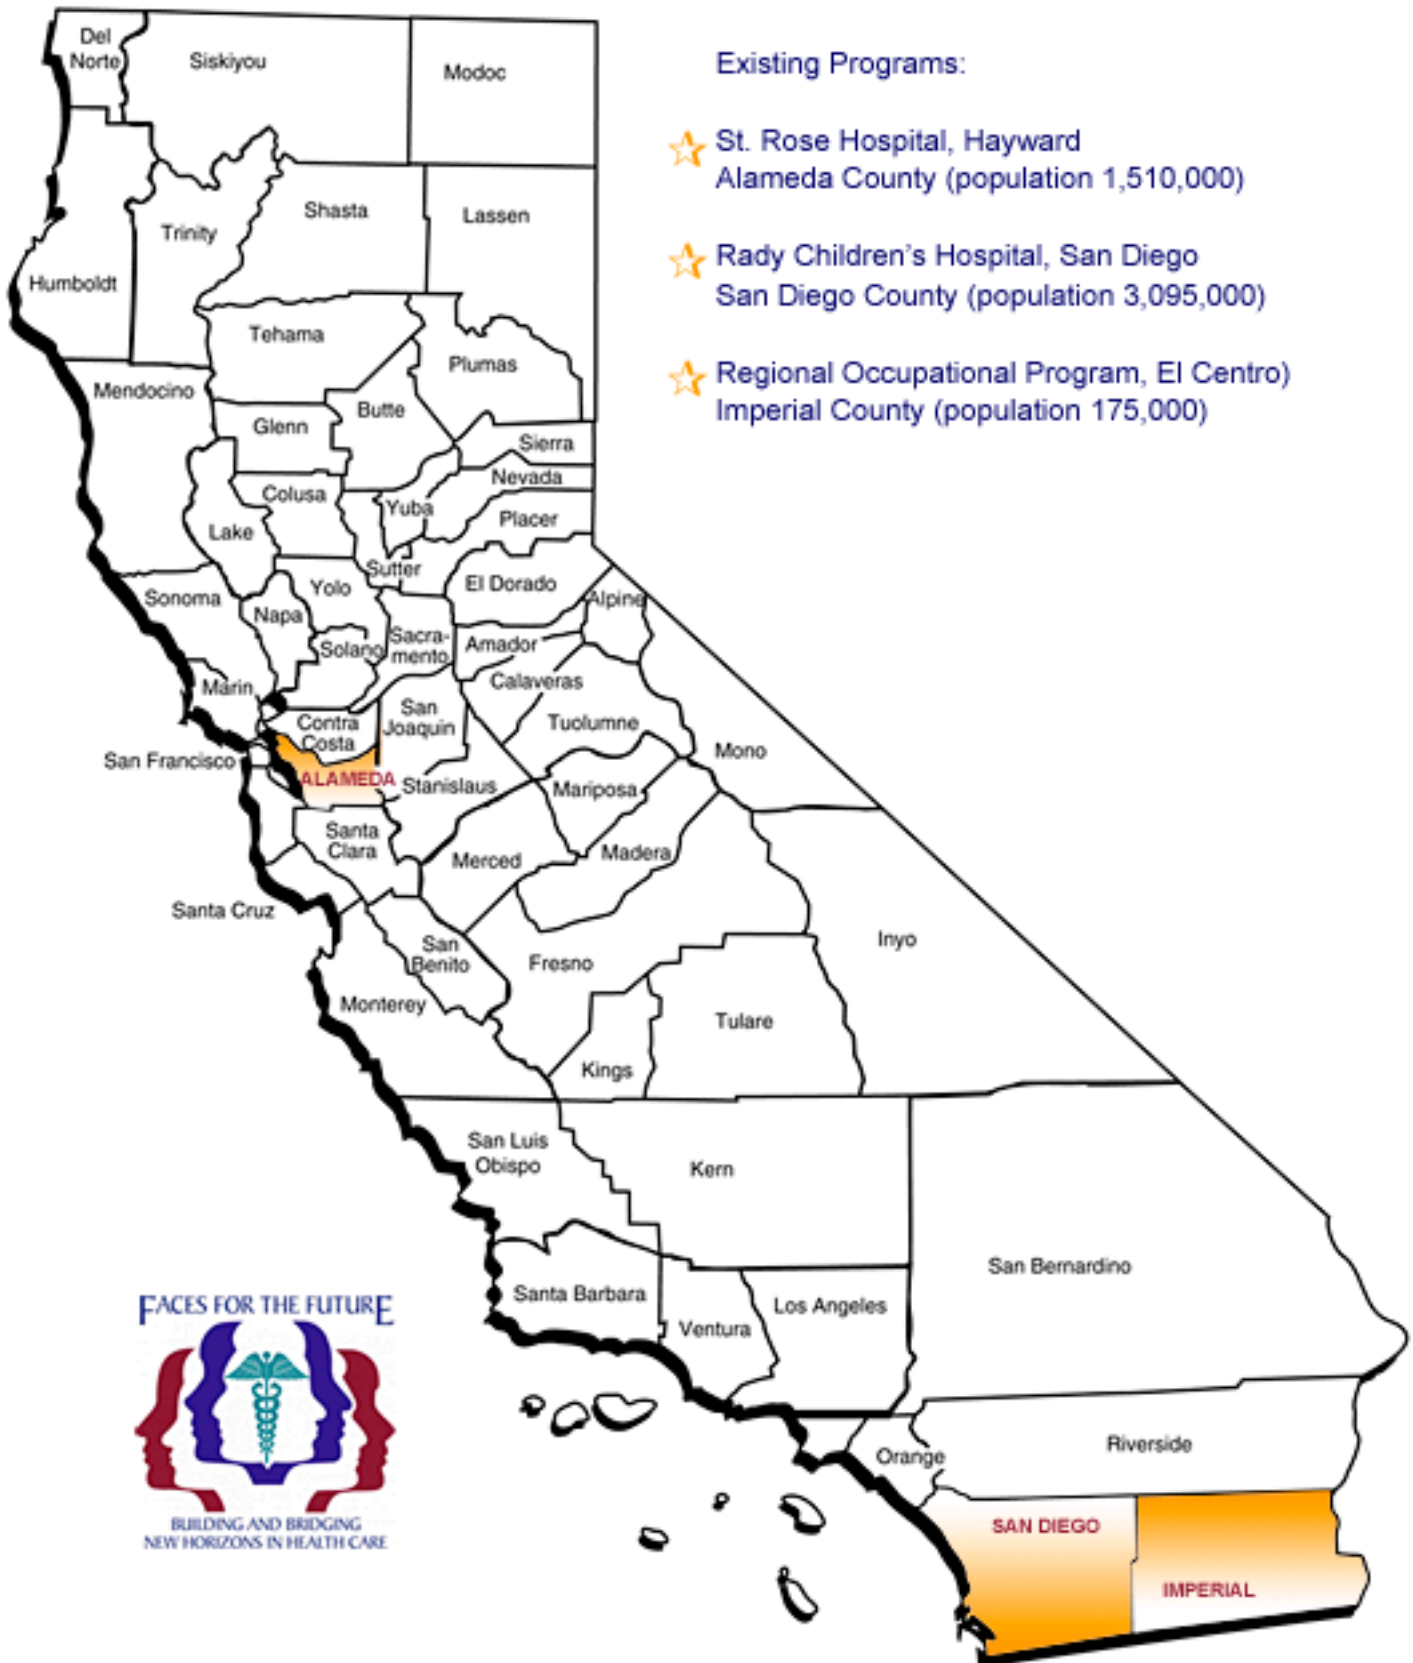 Existing Programs:
St. Rose Hospital, Hayward
Alameda County (population 1,510,000)
Rady Children's Hospital, San Diego
San Diego County (population 3,095,000)
Regional Occupational Program, El Centro)
Imperial County (population 175,000)
Del
Norte
Siskiyou
Modoc
Shasta
Lassen
Trinity
Humboldt
Tehama
Plumas
Mendocino
Butte
Glenn
Sierra
Nevada
Colusa
Yuba
Placer
Lake
Sutter
El Dorado
Yolo
Sonoma
Alpine
Napa
Sacra-
mento
Solano
Amador
Marin
Calaveras
San
Joaquin
Contra
Costa
Tuolumne
Mono
San Francisco
ALAMEDA
Stanislaus
Mariposa
Santa
Clara
Merced
Madera
Santa Cruz
Inyo
San
Benito
Fresno
Monterey
Tulare
Kings
San Luis
Obispo
Kern
San Bernardino
Santa Barbara
Los Angeles
Ventura
Riverside
Orange
SAN DIEGO
IMPERIAL
FACES FOR THE FUTURE
BUILDING AND BRIDGING
NEW HORIZONS IN HEALTH CARE